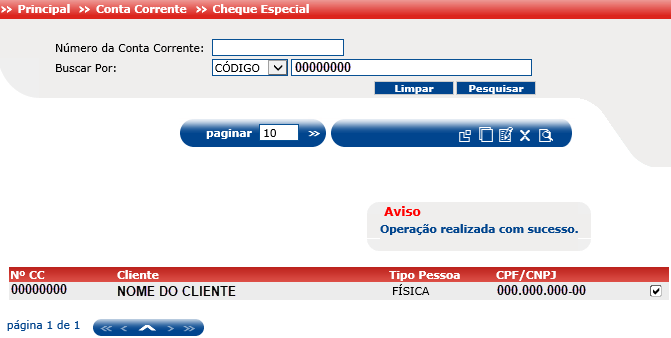 >> Principal >> Conta Corrente >> Cheque Especial
Número da Conta Corrente:
Buscar Por: CÓDIGO 00000000
Limpar Pesquisar
paginar 10 >>
Aviso
Operação realizada com sucesso.
Nº CC Cliente Tipo Pessoa CPF/CNPJ
00000000 NOME DO CLIENTE FÍSICA 000.000.000-00
página 1 de 1 << < > >>